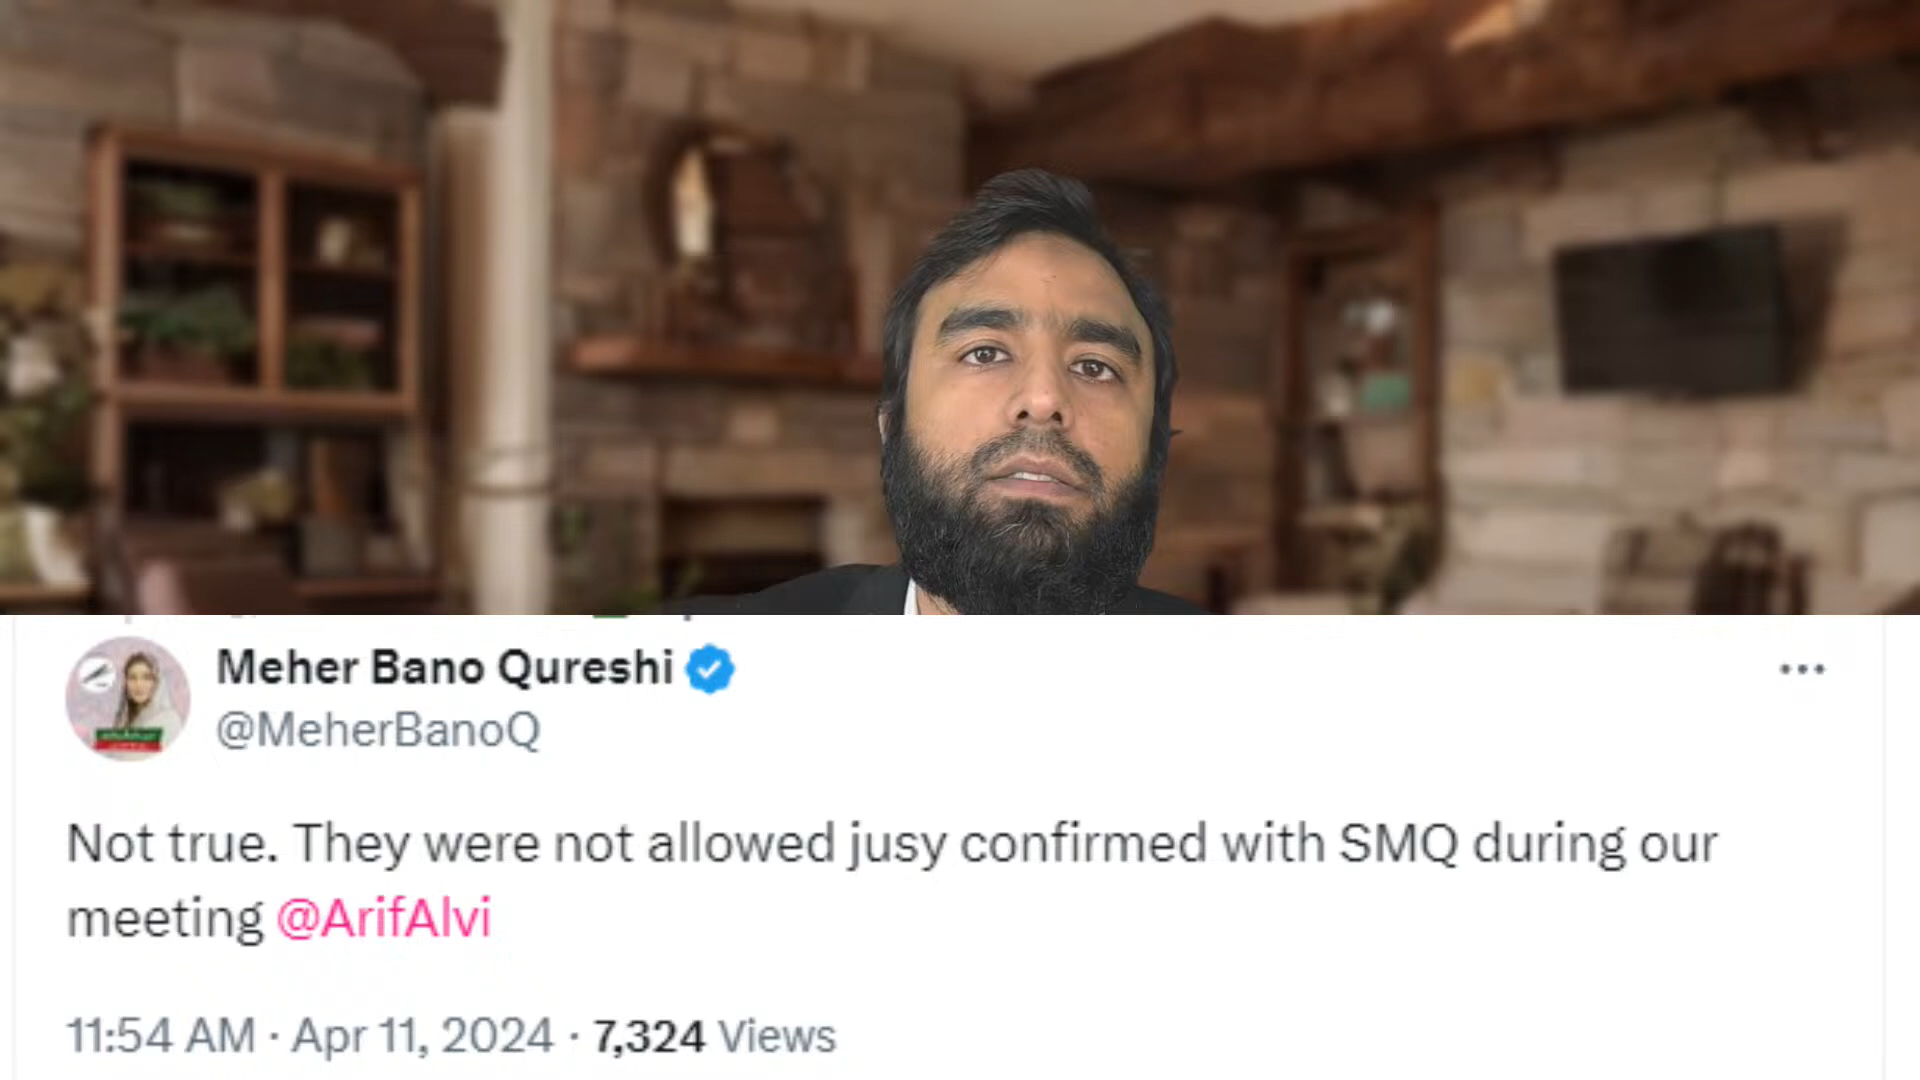 Meher Bano Qureshi
@MeherBanoQ
Not true. They were not allowed jusy confirmed with SMQ during our
meeting @ArifAlvi
11:54 AM · Apr 11, 2024 · 7,324 Views